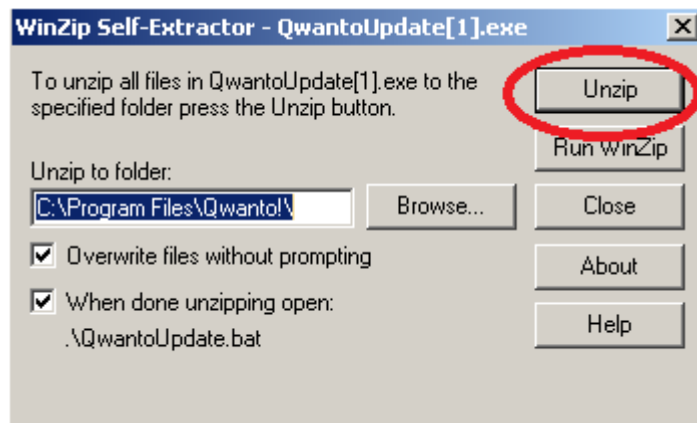 WinZip Self-Extractor - QwantoUpdate[1].exe
To unzip all files in QwantoUpdate[1].exe to the
specified folder press the Unzip button.
Unzip to folder:
C:\Program Files\Qwanto!\
Browse...
Overwrite files without prompting
When done unzipping open:
.\QwantoUpdate.bat
Unzip
Run WinZip
Close
About
Help